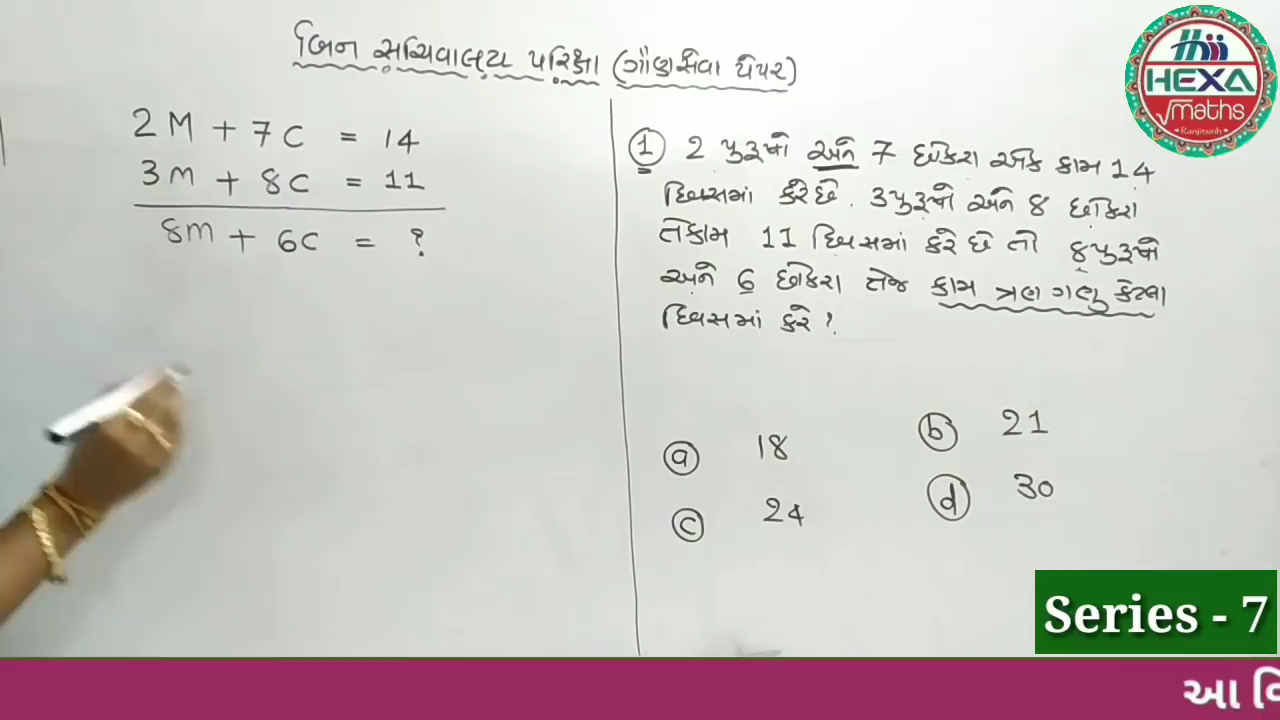 બિન સચિવાલય પરિક્ષા (ગૌણસેવા પેપર)
2M + 7C = 14
3M + 8C = 11
8M + 6C = ?
1 2 પુરૂષો અને 7 છોકરા એક કામ 14
દિવસમાં કરે છે. 3 પુરૂષો અને 8 છોકરા
તે કામ 11 દિવસમાં કરે છે તો 8 પુરૂષો
અને 6 છોકરા તેજ કામ ત્રણ ગણુ કેટલા
દિવસમાં કરે ?
a 18
b 21
c 24
d 30
HEXA
maths
Ranjitsinh
Series - 7
આ વિ